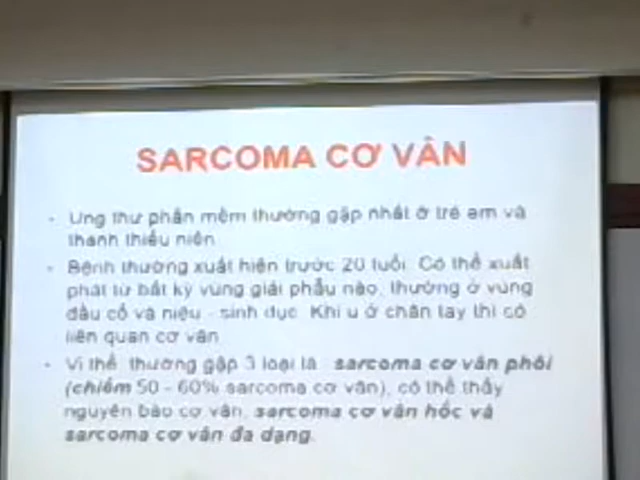 SARCOMA CƠ VÂN
- Ung thư phần mềm thường gặp nhất ở trẻ em và
thanh thiếu niên
- Bệnh thường xuất hiện trước 20 tuổi. Có thể xuất
phát từ bất kỳ vùng giải phẫu nào, thường ở vùng
đầu cổ và niệu - sinh dục. Khi u ở chân tay thì có
liên quan cơ vân
- Vi thể: thường gặp 3 loại là : sarcoma cơ vân phôi
(chiếm 50 - 60% sarcoma cơ vân), có thể thấy
nguyên bào cơ vân, sarcoma cơ vân hốc và
sarcoma cơ vân đa dạng.